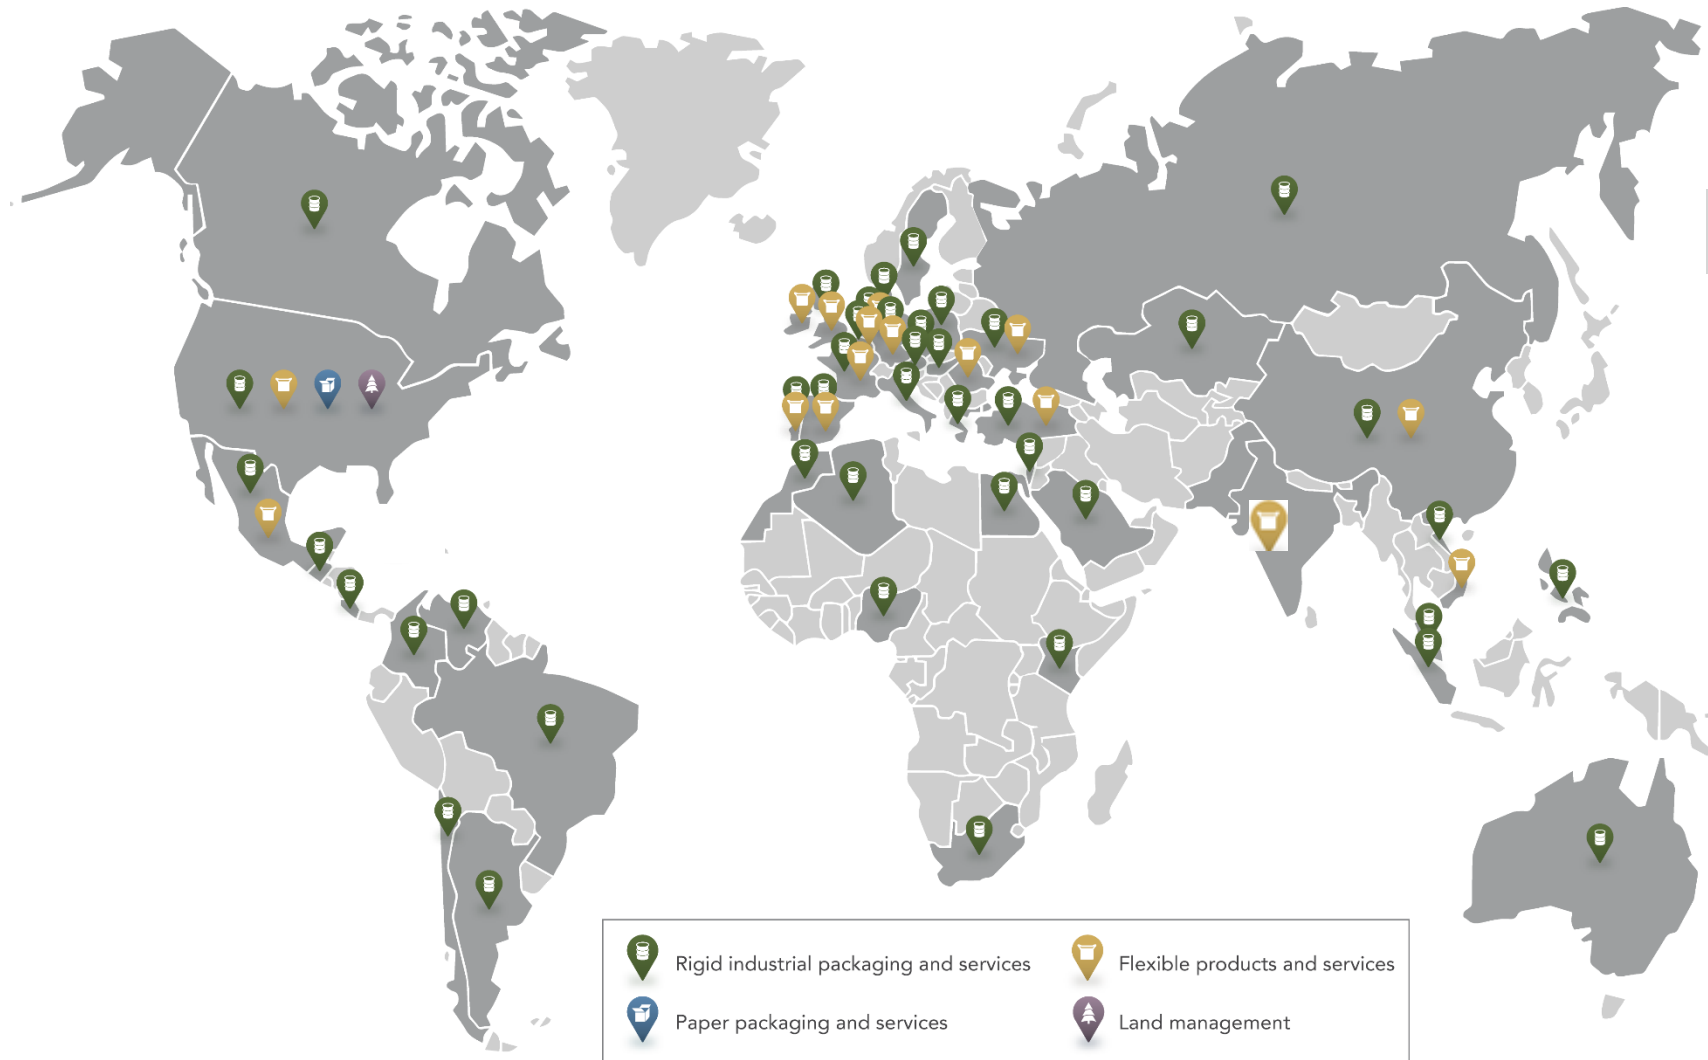 Rigid industrial packaging and services
Flexible products and services
Paper packaging and services
Land management